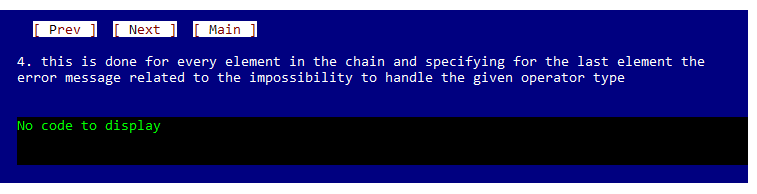 [ Prev ] [ Next ] [ Main ]
4. this is done for every element in the chain and specifying for the last element the
error message related to the impossibility to handle the given operator type
No code to display